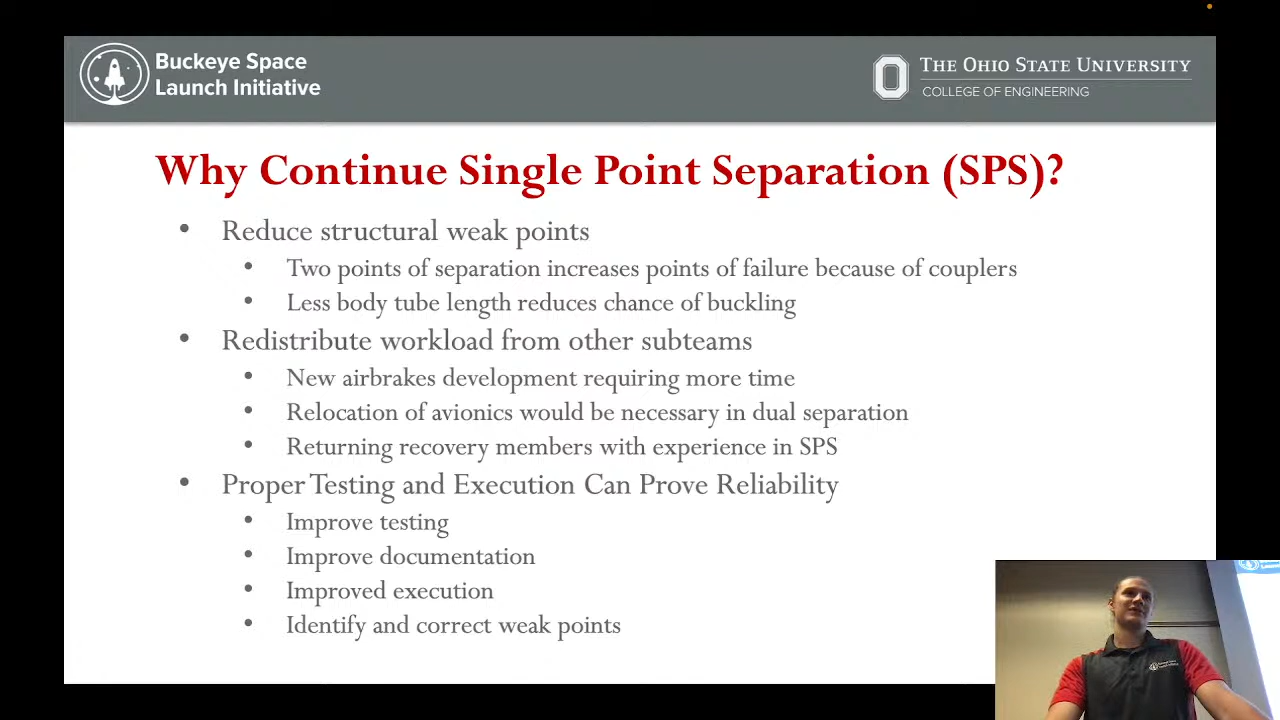 Buckeye Space
Launch Initiative
THE OHIO STATE UNIVERSITY
COLLEGE OF ENGINEERING
Why Continue Single Point Separation (SPS)?
• Reduce structural weak points
• Two points of separation increases points of failure because of couplers
• Less body tube length reduces chance of buckling
• Redistribute workload from other subteams
• New airbrakes development requiring more time
• Relocation of avionics would be necessary in dual separation
• Returning recovery members with experience in SPS
• Proper Testing and Execution Can Prove Reliability
• Improve testing
• Improve documentation
• Improved execution
• Identify and correct weak points